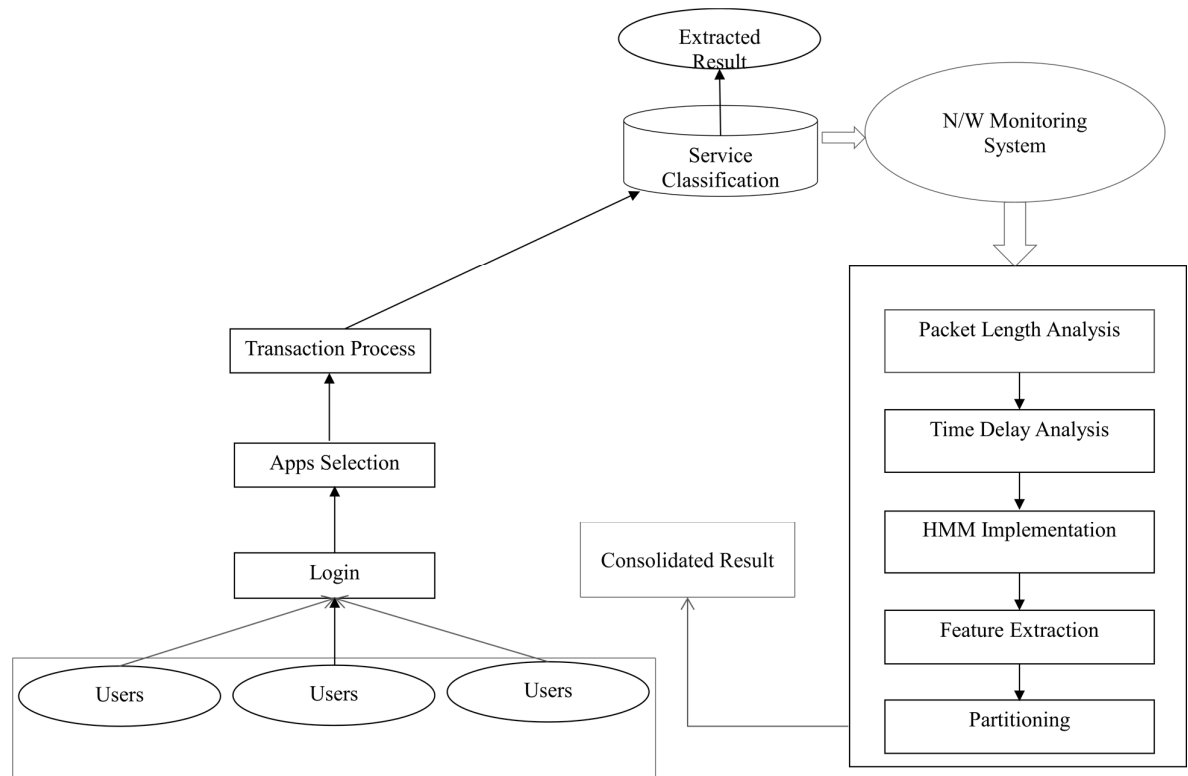 Extracted
Result
N/W Monitoring
System
Service
Classification
Packet Length Analysis
Transaction Process
Time Delay Analysis
Apps Selection
HMM Implementation
Consolidated Result
Login
Feature Extraction
Users
Users
Users
Partitioning